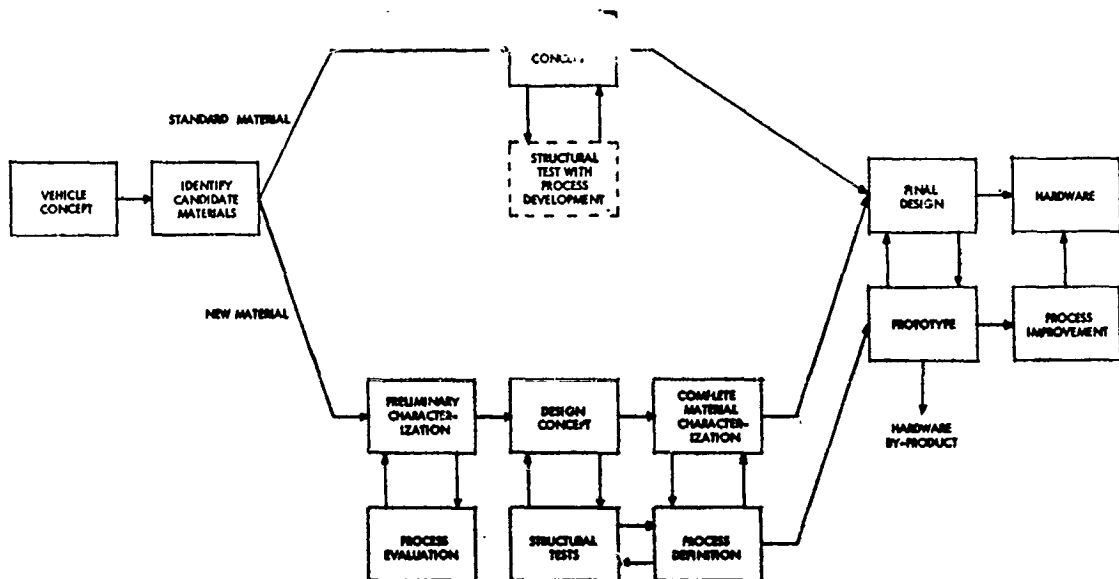 CONCEPT
STANDARD MATERIAL
STRUCTURAL
TEST WITH
PROCESS
DEVELOPMENT
VEHICLE
CONCEPT
IDENTIFY
CANDIDATE
MATERIALS
FINAL
DESIGN
HARDWARE
NEW MATERIAL
PROTOTYPE
PROCESS
IMPROVEMENT
PRELIMINARY
CHARACTER-
IZATION
DESIGN
CONCEPT
COMPLETE
MATERIAL
CHARACTER-
IZATION
HARDWARE
BY-PRODUCT
PROCESS
EVALUATION
STRUCTURAL
TESTS
PROCESS
DEFINITION